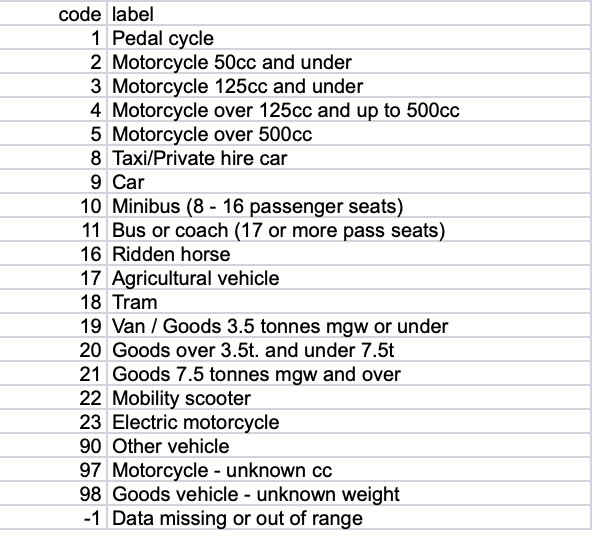 code label
1 Pedal cycle
2 Motorcycle 50cc and under
3 Motorcycle 125cc and under
4 Motorcycle over 125cc and up to 500cc
5 Motorcycle over 500cc
8 Taxi/Private hire car
9 Car
10 Minibus (8 - 16 passenger seats)
11 Bus or coach (17 or more pass seats)
16 Ridden horse
17 Agricultural vehicle
18 Tram
19 Van / Goods 3.5 tonnes mgw or under
20 Goods over 3.5t. and under 7.5t
21 Goods 7.5 tonnes mgw and over
22 Mobility scooter
23 Electric motorcycle
90 Other vehicle
97 Motorcycle - unknown cc
98 Goods vehicle - unknown weight
-1 Data missing or out of range